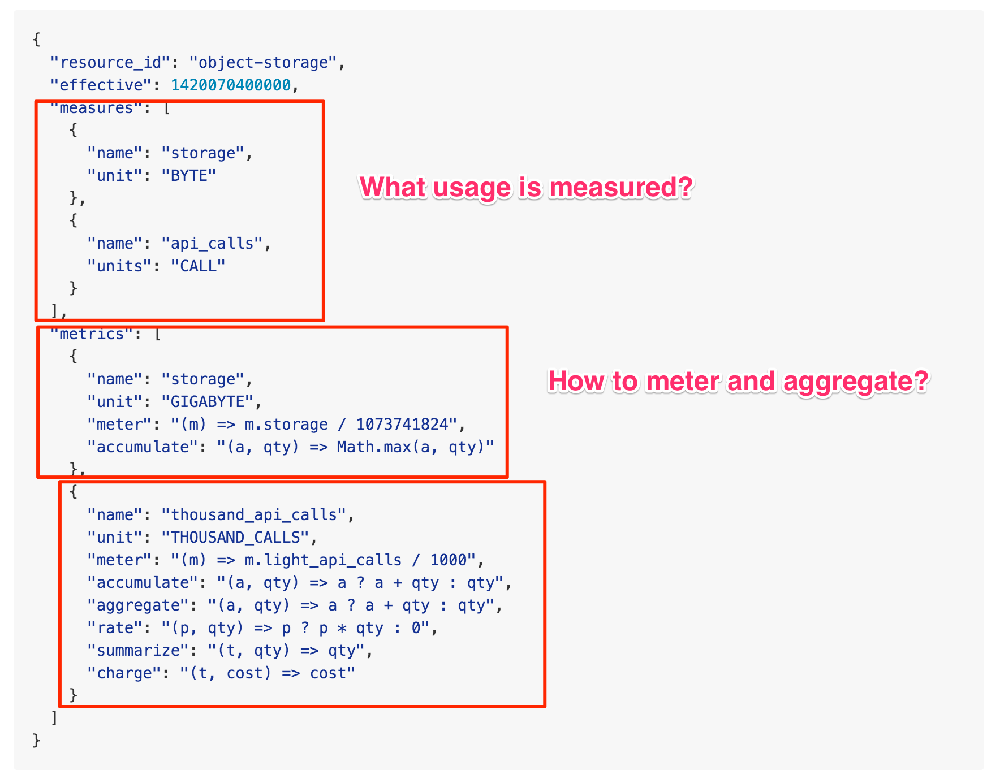 {
  "resource_id": "object-storage",
  "effective": 1420070400000,
  "measures": [
    {
      "name": "storage",
      "unit": "BYTE"
What usage is measured?
    },
    {
      "name": "api_calls",
      "units": "CALL"
    }
  ],
  "metrics": [
    {
      "name": "storage",
How to meter and aggregate?
      "unit": "GIGABYTE",
      "meter": "(m) => m.storage / 1073741824",
      "accumulate": "(a, qty) => Math.max(a, qty)"
    },
    {
      "name": "thousand_api_calls",
      "unit": "THOUSAND_CALLS",
      "meter": "(m) => m.light_api_calls / 1000",
      "accumulate": "(a, qty) => a ? a + qty : qty",
      "aggregate": "(a, qty) => a ? a + qty : qty",
      "rate": "(p, qty) => p ? p * qty : 0",
      "summarize": "(t, qty) => qty",
      "charge": "(t, cost) => cost"
    }
  ]
}